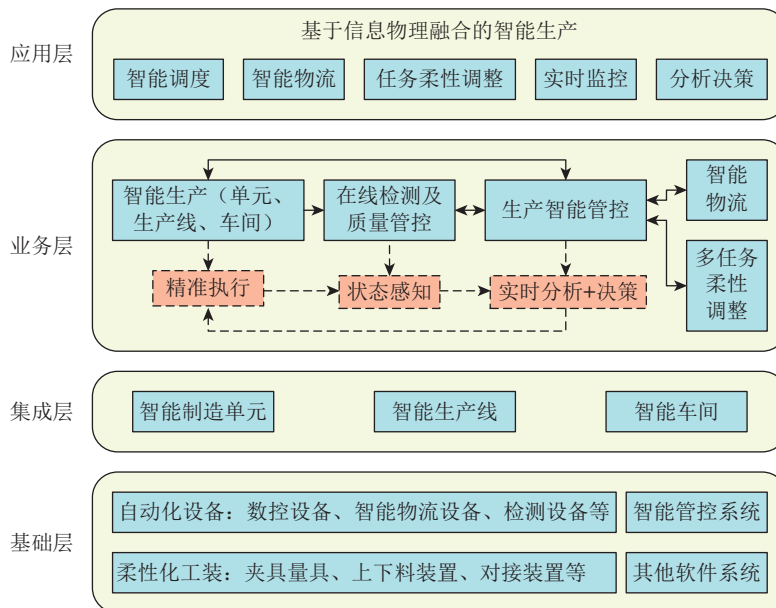 应用层
基于信息物理融合的智能生产
智能调度
智能物流
任务柔性调整
实时监控
分析决策
业务层
智能生产（单元、
生产线、车间）
在线检测及
质量管控
生产智能管控
智能
物流
多任务
柔性
调整
精准执行
状态感知
实时分析+决策
集成层
智能制造单元
智能生产线
智能车间
基础层
自动化设备：数控设备、智能物流设备、检测设备等
智能管控系统
柔性化工装：夹具量具、上下料装置、对接装置等
其他软件系统